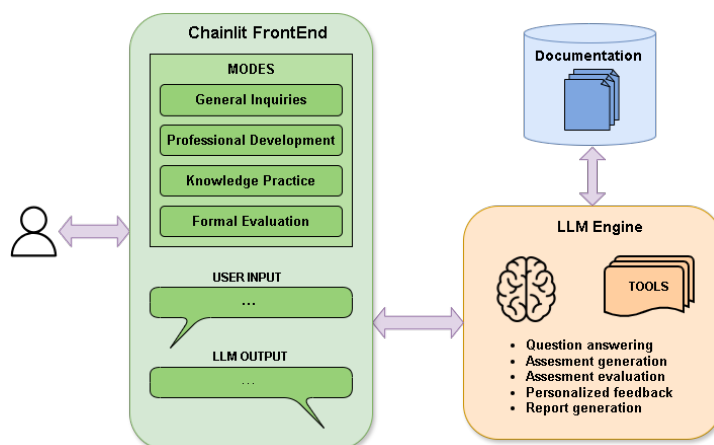 Chainlit FrontEnd
MODES
General Inquiries
Professional Development
Knowledge Practice
Formal Evaluation
USER INPUT
...
LLM OUTPUT
...
Documentation
LLM Engine
TOOLS
• Question answering
• Assesment generation
• Assesment evaluation
• Personalized feedback
• Report generation